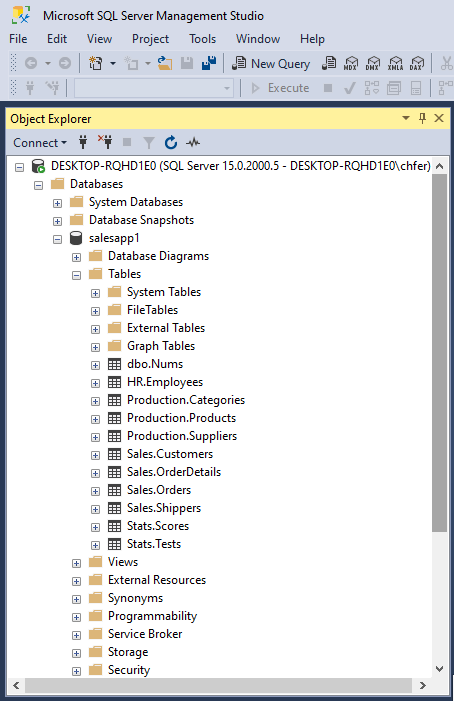 Microsoft SQL Server Management Studio
File Edit View Project Tools Window Help
New Query MDX DMX XMLA DAX
Execute
Object Explorer
Connect
DESKTOP-RQHD1E0 (SQL Server 15.0.2000.5 - DESKTOP-RQHD1E0\chfer)
Databases
System Databases
Database Snapshots
salesapp1
Database Diagrams
Tables
System Tables
FileTables
External Tables
Graph Tables
dbo.Nums
HR.Employees
Production.Categories
Production.Products
Production.Suppliers
Sales.Customers
Sales.OrderDetails
Sales.Orders
Sales.Shippers
Stats.Scores
Stats.Tests
Views
External Resources
Synonyms
Programmability
Service Broker
Storage
Security